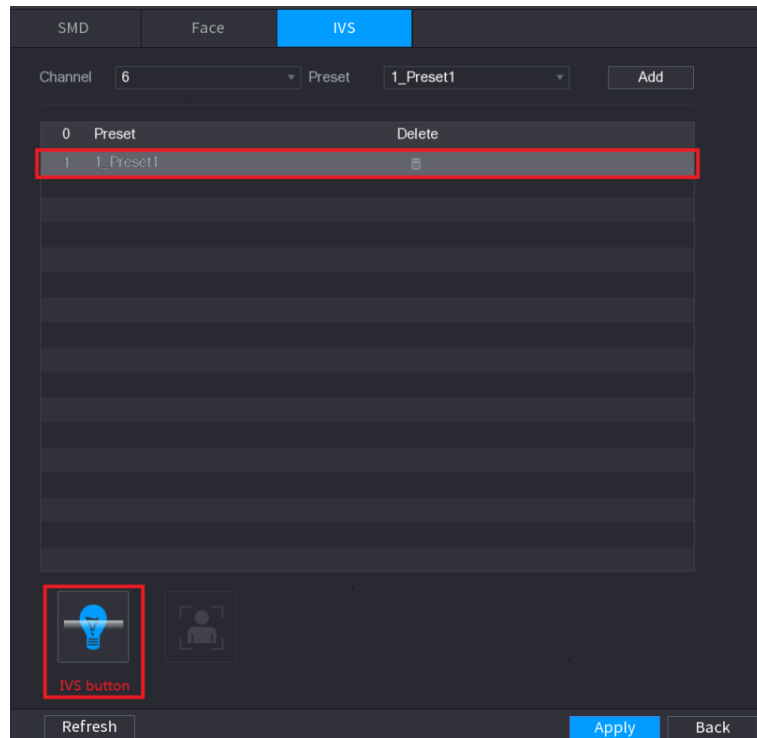 SMD Face IVS
Channel 6 Preset 1_Preset1 Add
0 Preset Delete
1 1_Preset1
IVS button
Refresh Apply Back